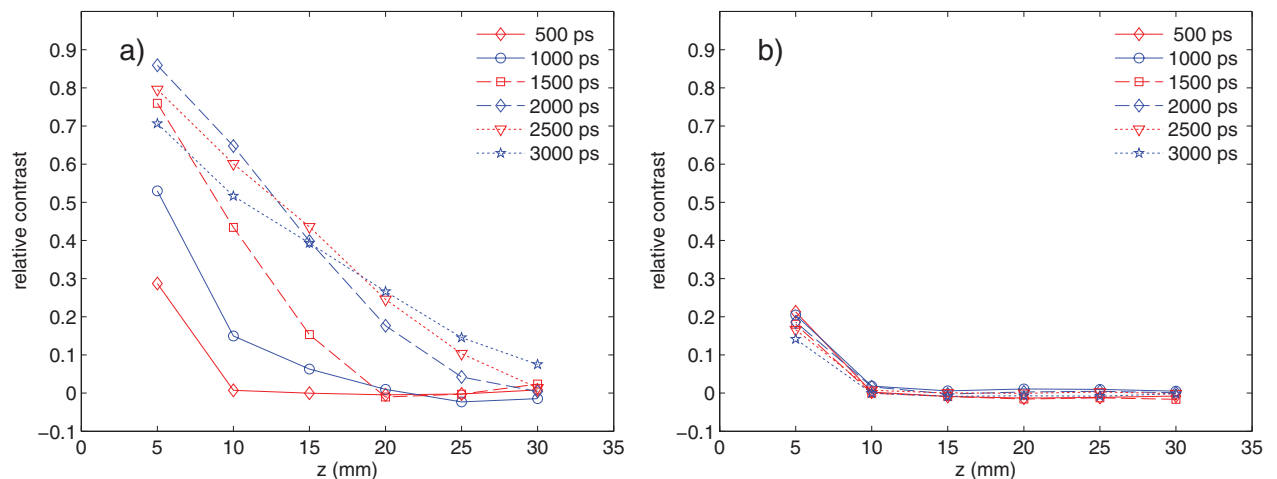 a)
500 ps
1000 ps
1500 ps
2000 ps
2500 ps
3000 ps
0.9
0.8
0.7
0.6
0.5
0.4
0.3
0.2
0.1
0
−0.1
relative contrast
0 5 10 15 20 25 30 35
z (mm)
b)
500 ps
1000 ps
1500 ps
2000 ps
2500 ps
3000 ps
0.9
0.8
0.7
0.6
0.5
0.4
0.3
0.2
0.1
0
−0.1
relative contrast
0 5 10 15 20 25 30 35
z (mm)